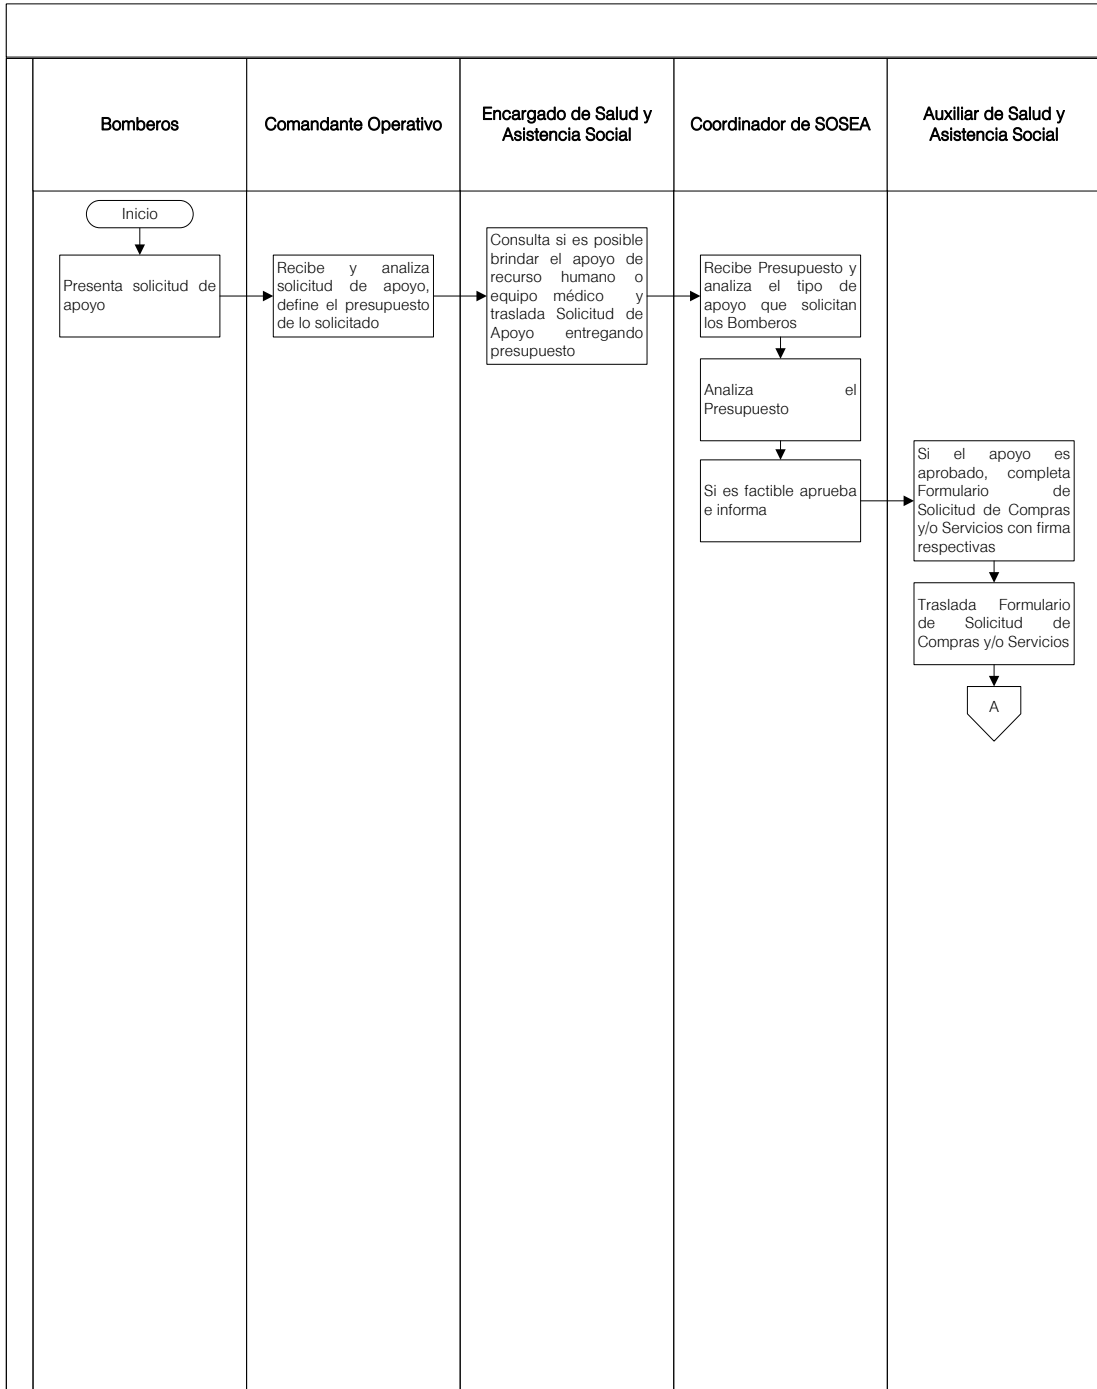 Bomberos
Comandante Operativo
Encargado de Salud y
Asistencia Social
Coordinador de SOSEA
Auxiliar de Salud y
Asistencia Social
Inicio
Presenta solicitud de
apoyo
Recibe y analiza
solicitud de apoyo,
define el presupuesto
de lo solicitado
Consulta si es posible
brindar el apoyo de
recurso humano o
equipo médico y
traslada Solicitud de
Apoyo entregando
presupuesto
Recibe Presupuesto y
analiza el tipo de
apoyo que solicitan
los Bomberos
Analiza el
Presupuesto
Si es factible aprueba
e informa
Si el apoyo es
aprobado, completa
Formulario de
Solicitud de Compras
y/o Servicios con firma
respectivas
Traslada Formulario
de Solicitud de
Compras y/o Servicios
A